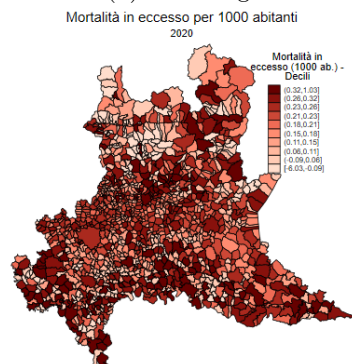 Mortalità in eccesso per 1000 abitanti
2020
Mortalità in
eccesso (1000 ab.) -
Decili
(0.32,1.03]
(0.26,0.32]
(0.23,0.26]
(0.21,0.23]
(0.18,0.21]
(0.15,0.18]
(0.11,0.15]
(0.06,0.11]
(-0.09,0.06]
[-6.03,-0.09]